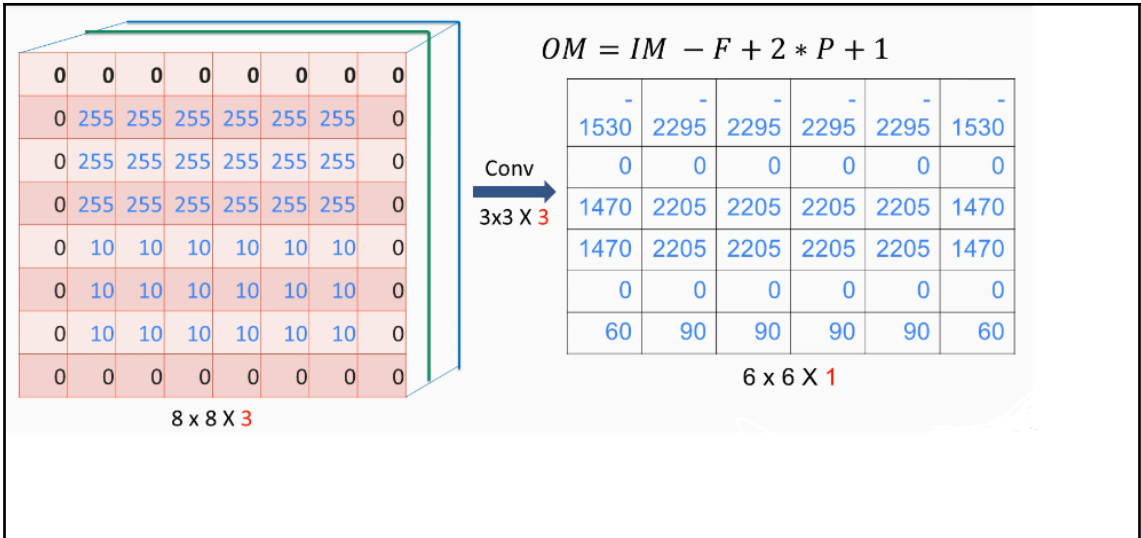 OM = IM − F + 2 ∗ P + 1
0 0 0 0 0 0 0 0
0 255 255 255 255 255 255 0
0 255 255 255 255 255 255 0
0 255 255 255 255 255 255 0
0 10 10 10 10 10 10 0
0 10 10 10 10 10 10 0
0 10 10 10 10 10 10 0
0 0 0 0 0 0 0 0
8 x 8 X 3
Conv
3x3 X 3
- - - - - -
1530 2295 2295 2295 2295 1530
0 0 0 0 0 0
1470 2205 2205 2205 2205 1470
1470 2205 2205 2205 2205 1470
0 0 0 0 0 0
60 90 90 90 90 60
6 x 6 X 1